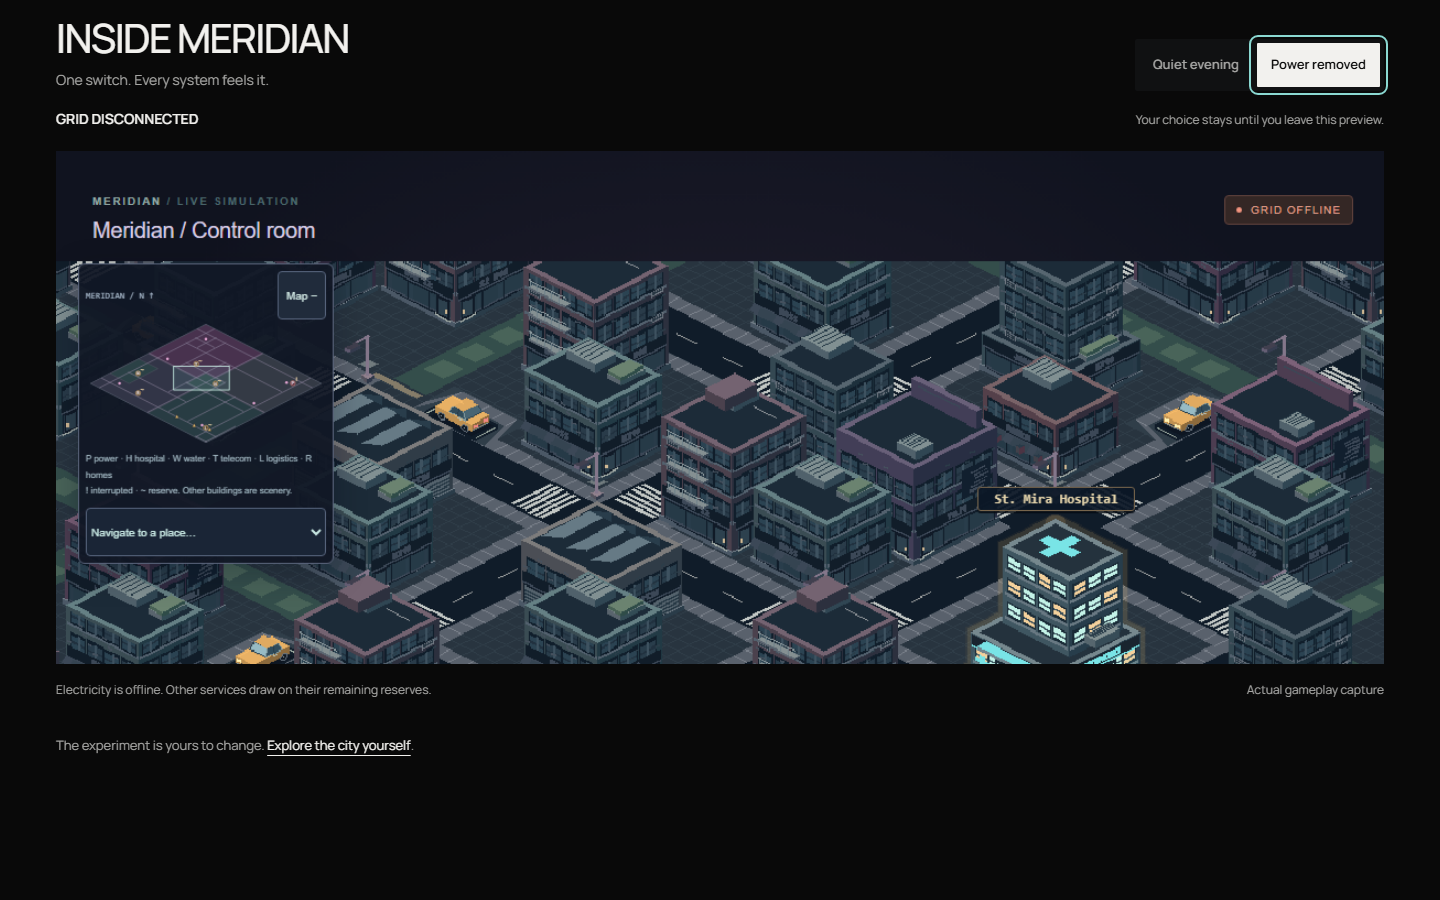 INSIDE MERIDIAN
One switch. Every system feels it.
Quiet evening
Power removed
GRID DISCONNECTED
Your choice stays until you leave this preview.
MERIDIAN / LIVE SIMULATION
Meridian / Control room
GRID OFFLINE
MERIDIAN / N ↑
Map −
P power · H hospital · W water · T telecom · L logistics · R
homes
! interrupted · ~ reserve. Other buildings are scenery.
Navigate to a place...
St. Mira Hospital
Electricity is offline. Other services draw on their remaining reserves.
Actual gameplay capture
The experiment is yours to change. Explore the city yourself.